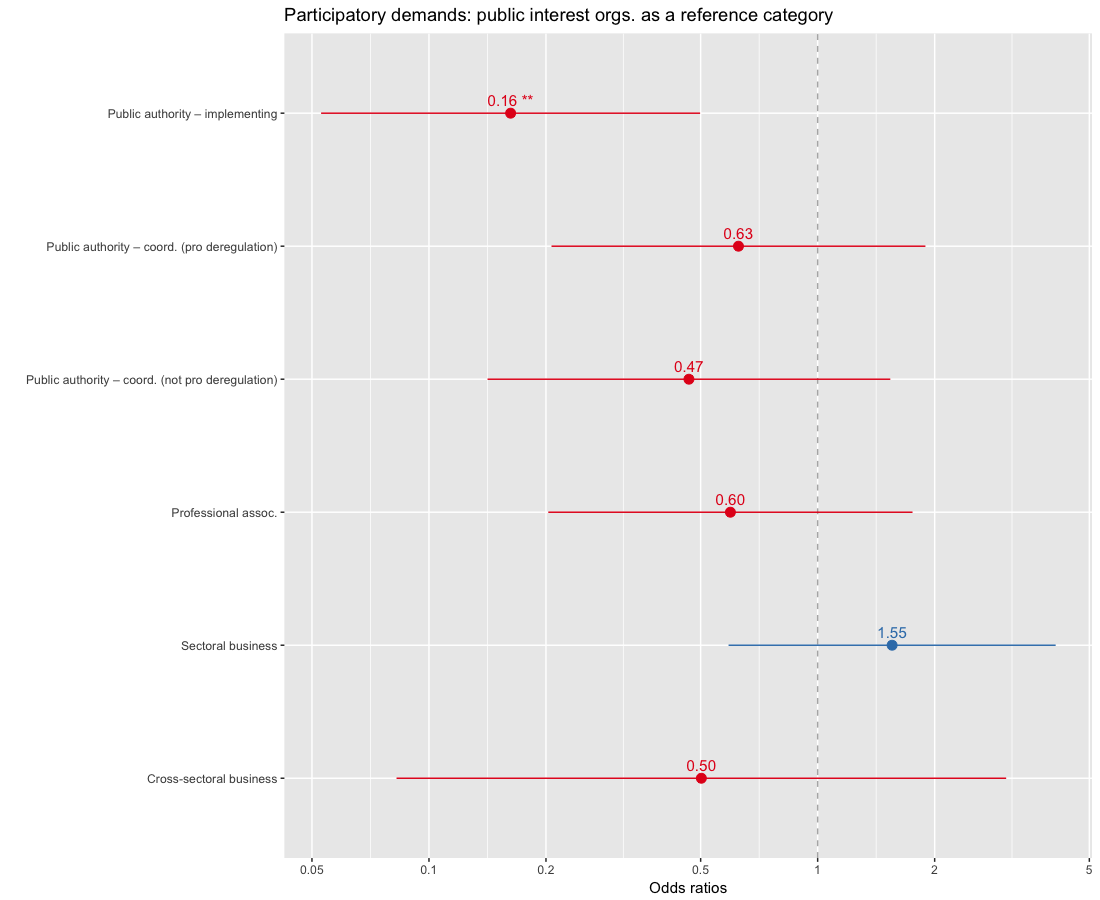 Participatory demands: public interest orgs. as a reference category
Public authority – implementing
0.16 **
Public authority – coord. (pro deregulation)
0.63
Public authority – coord. (not pro deregulation)
0.47
Professional assoc.
0.60
Sectoral business
1.55
Cross-sectoral business
0.50
0.05 0.1 0.2 0.5 1 2 5
Odds ratios